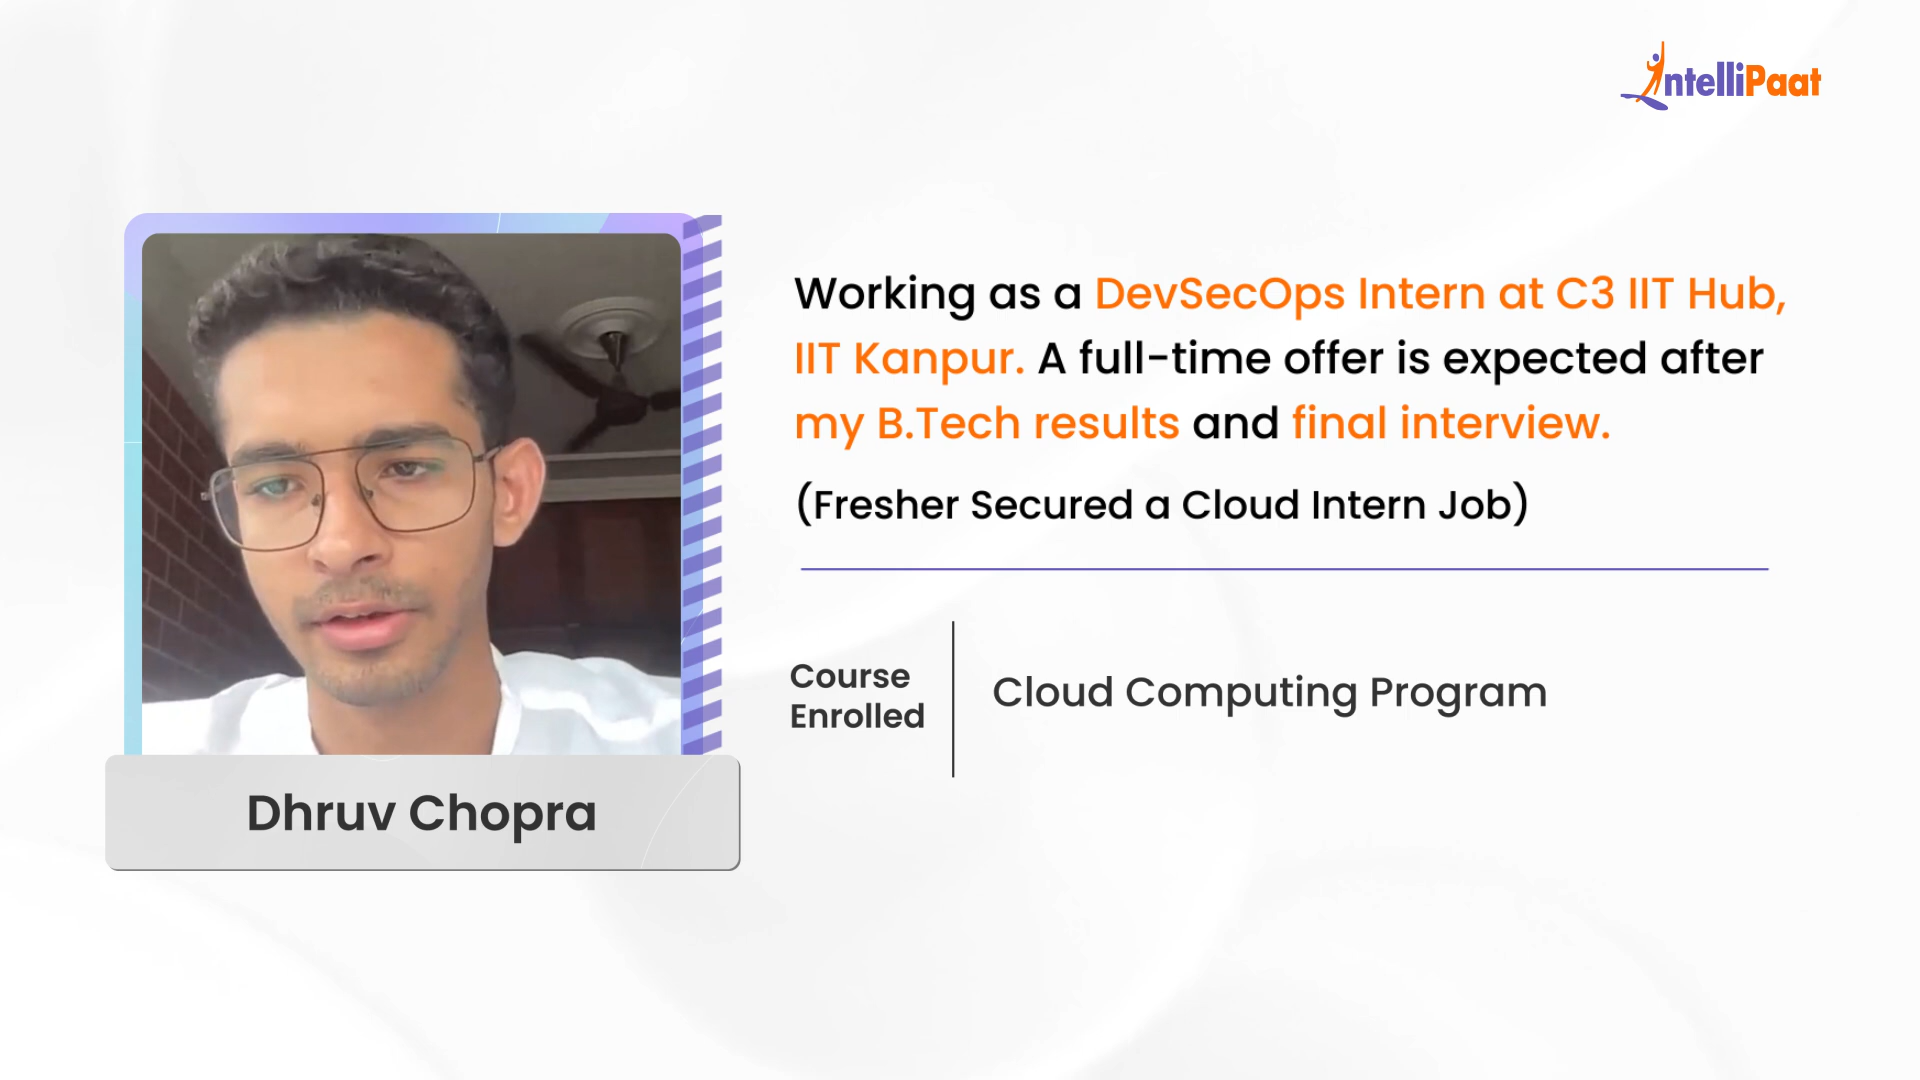 IntelliPaat
Working as a DevSecOps Intern at C3 IIT Hub,
IIT Kanpur. A full-time offer is expected after
my B.Tech results and final interview.
(Fresher Secured a Cloud Intern Job)
Course
Enrolled
Cloud Computing Program
Dhruv Chopra